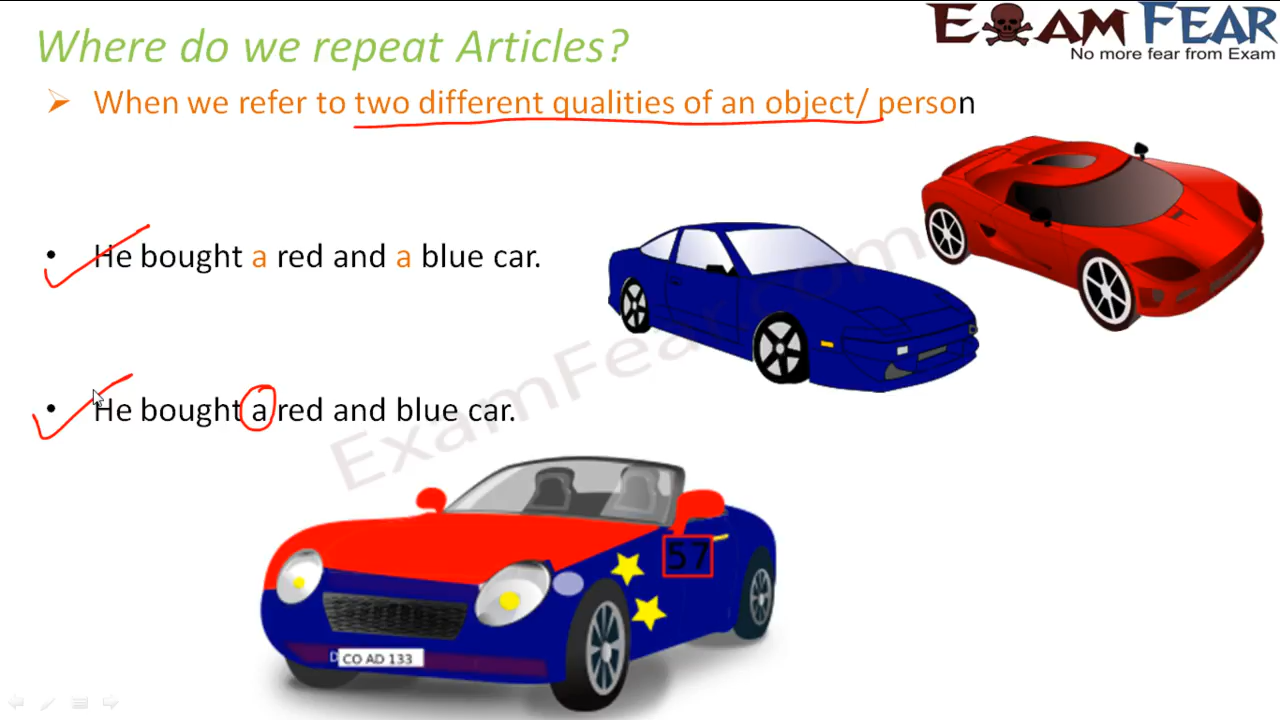 Where do we repeat Articles?
EXAM FEAR
No more fear from Exam
➢ When we refer to two different qualities of an object/ person
• He bought a red and a blue car.
• He bought a red and blue car.
ExamFear.com
57
CO AD 133